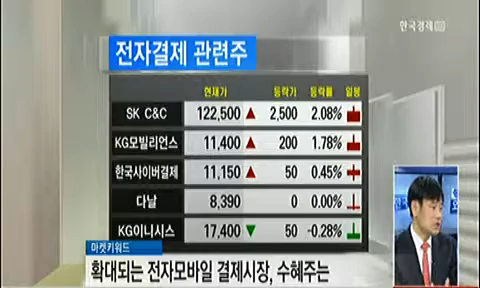 한국경제
전자결제 관련주
현재가 등락가 등락률 일봉
SK C&C 122,500 ▲ 2,500 2.08%
KG모빌리언스 11,400 ▲ 200 1.78%
한국사이버결제 11,150 ▲ 50 0.45%
다날 8,390 0 0.00%
KG이니시스 17,400 ▼ 50 -0.28%
마켓키워드
확대되는 전자모바일 결제시장, 수혜주는